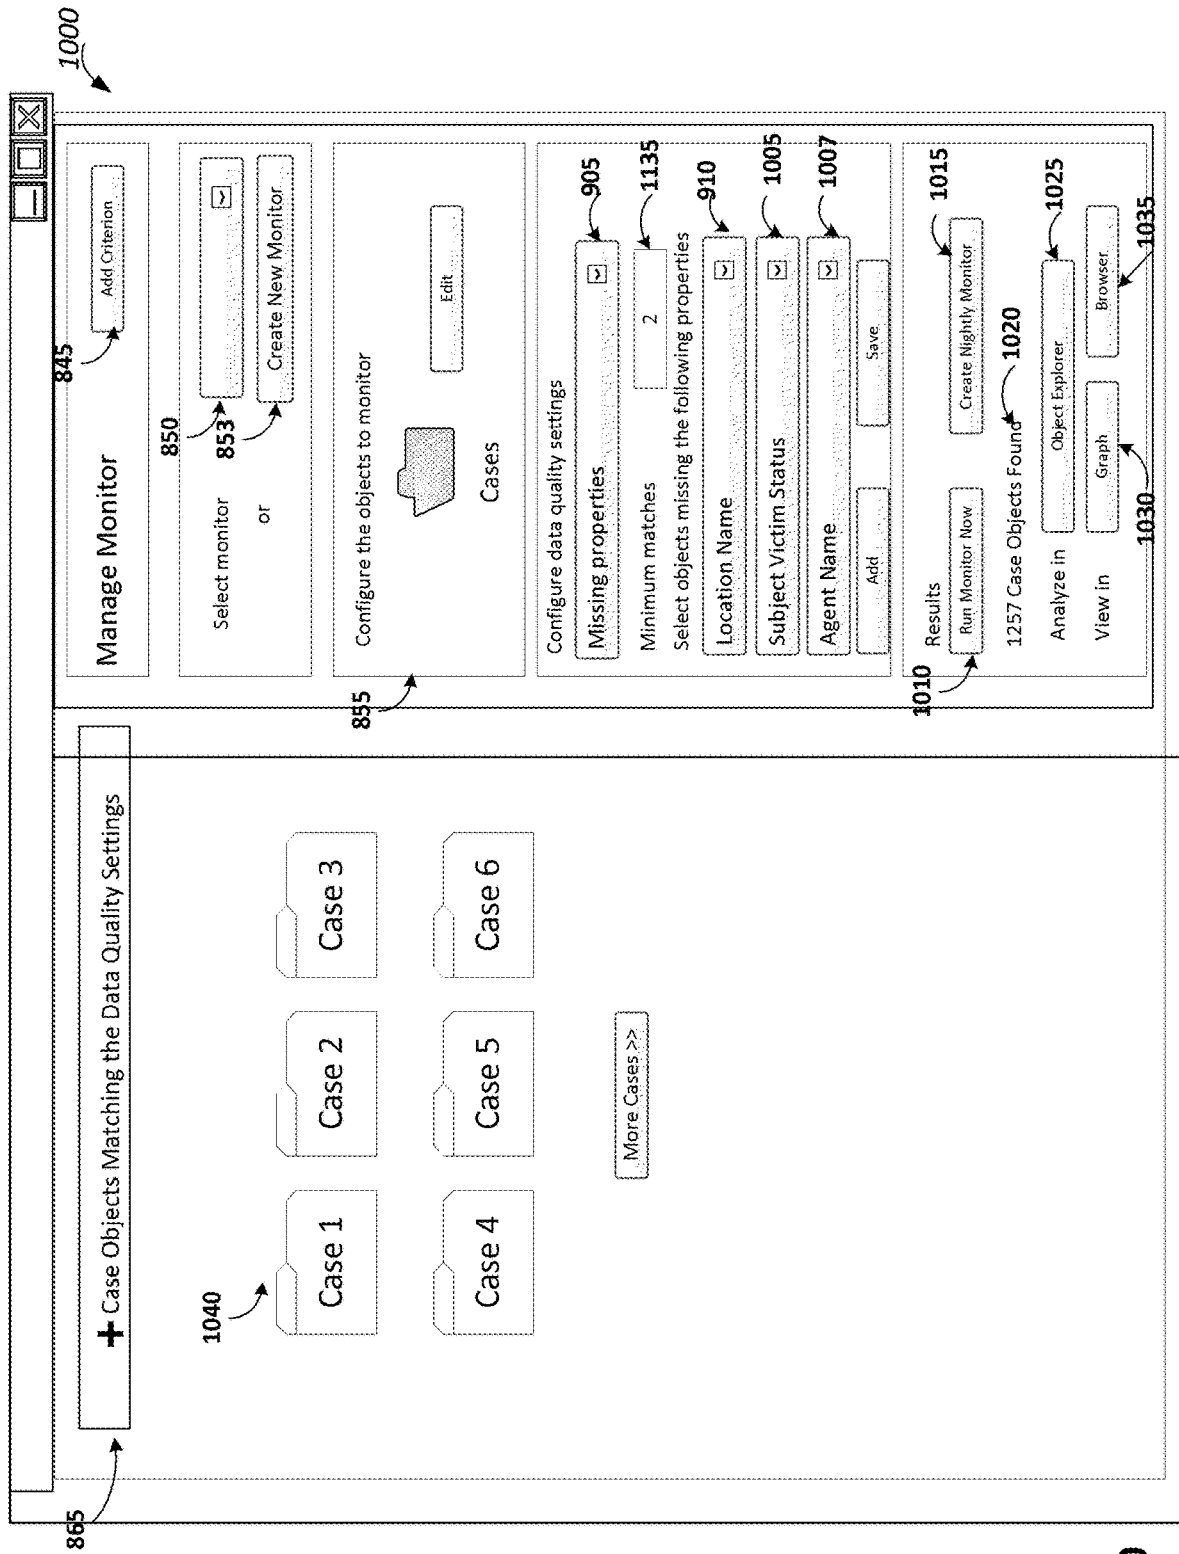 1000
Manage Monitor
Add Criterion
845
Select monitor
850
or
Create New Monitor
853
Configure the objects to monitor
Edit
Cases
855
Configure data quality settings
Missing properties
905
Minimum matches
2
1135
Select objects missing the following properties
Location Name
910
Subject Victim Status
1005
Agent Name
1007
Add
Save
Results
Run Monitor Now
Create Nightly Monitor
1010
1015
1257 Case Objects Found
1020
Analyze in
Object Explorer
1025
View in
Graph
Browser
1030
1035
Case Objects Matching the Data Quality Settings
865
1040
Case 1
Case 2
Case 3
Case 4
Case 5
Case 6
More Cases >>